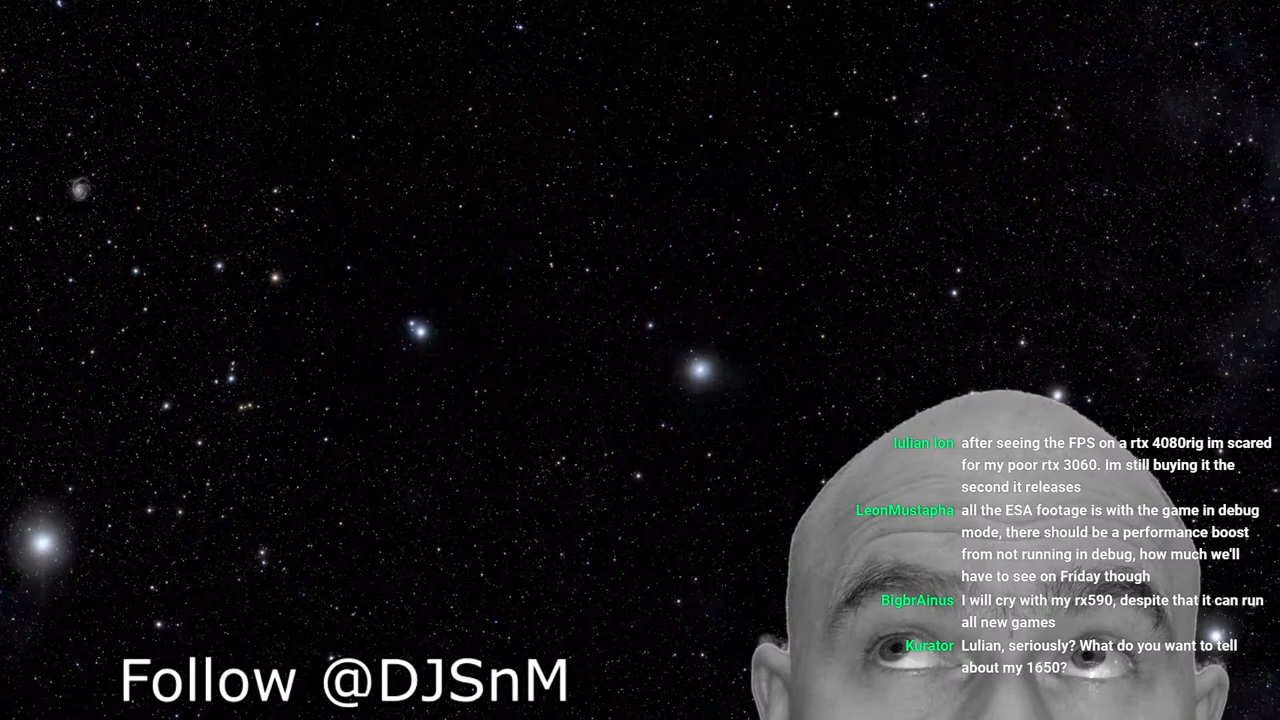 Iulian Ion after seeing the FPS on a rtx 4080rig im scared
for my poor rtx 3060. Im still buying it the
second it releases
LeonMustapha all the ESA footage is with the game in debug
mode, there should be a performance boost
from not running in debug, how much we'll
have to see on Friday though
BigbrAinus I will cry with my rx590, despite that it can run
all new games
Kurator Lulian, seriously? What do you want to tell
about my 1650?
Follow @DJSnM